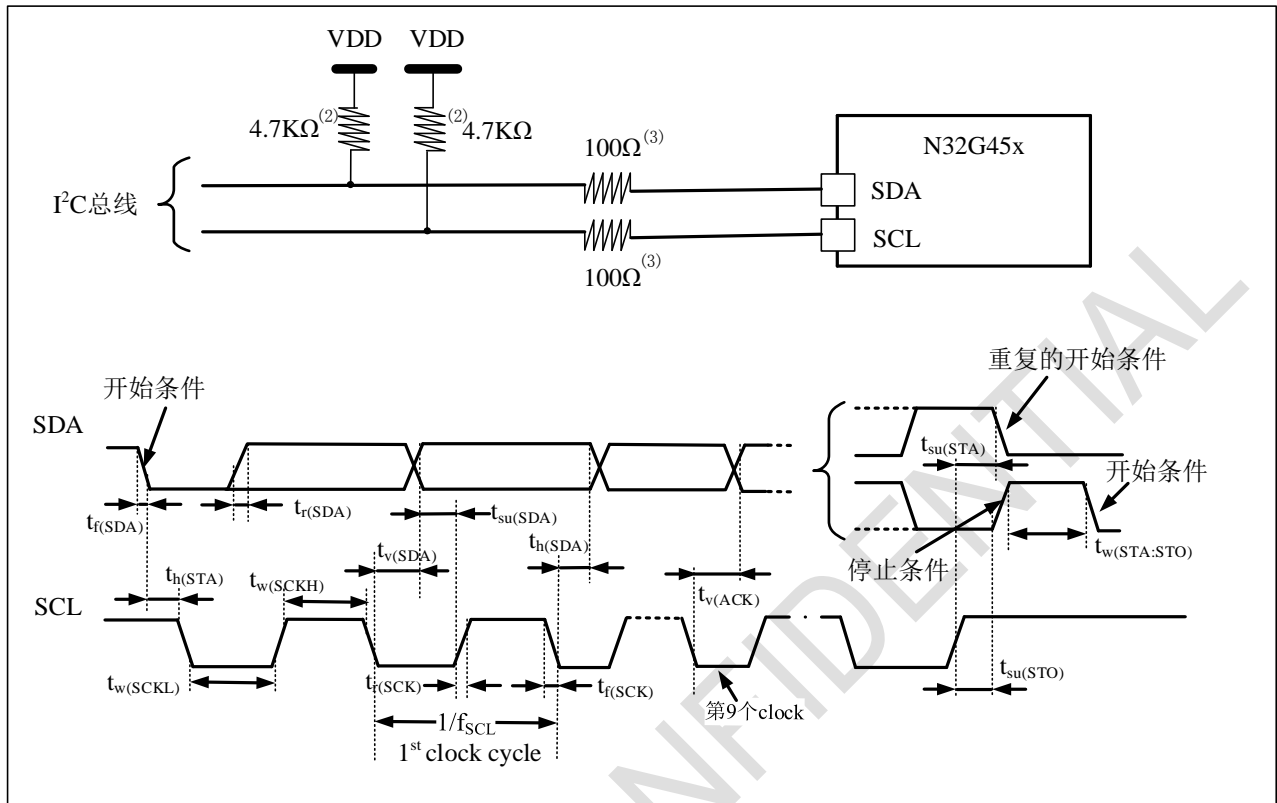 VDD VDD
4.7KΩ(2) (2)4.7KΩ
100Ω(3)
N32G45x
SDA
I2C总线
SCL
100Ω(3)
重复的开始条件
开始条件
SDA
tsu(STA)
开始条件
tf(SDA)
tr(SDA)
tsu(SDA)
tv(SDA)
th(SDA)
停止条件
tw(STA:STO)
th(STA)
tw(SCKH)
tv(ACK)
SCL
tw(SCKL)
tr(SCK)
tf(SCK)
第9个clock
tsu(STO)
1/fSCL
1st clock cycle
NFIDENTIAL